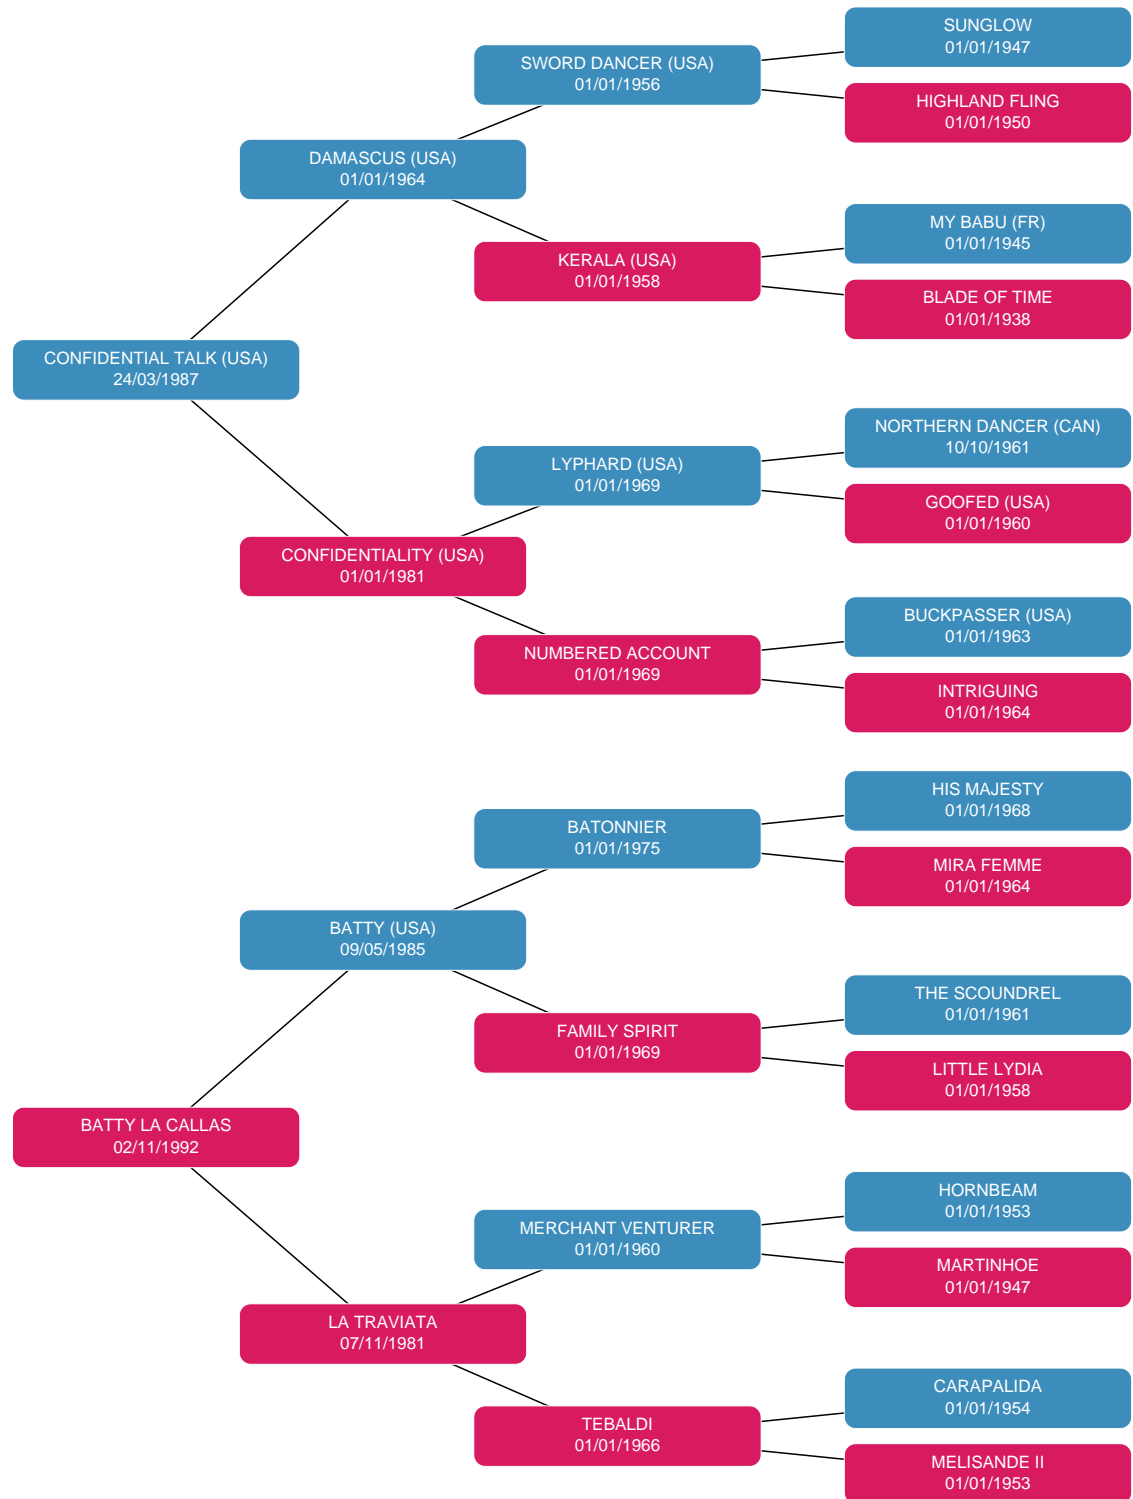 SUNGLOW
01/01/1947
SWORD DANCER (USA)
01/01/1956
HIGHLAND FLING
01/01/1950
DAMASCUS (USA)
01/01/1964
MY BABU (FR)
01/01/1945
KERALA (USA)
01/01/1958
BLADE OF TIME
01/01/1938
CONFIDENTIAL TALK (USA)
24/03/1987
NORTHERN DANCER (CAN)
10/10/1961
LYPHARD (USA)
01/01/1969
GOOFED (USA)
01/01/1960
CONFIDENTIALITY (USA)
01/01/1981
BUCKPASSER (USA)
01/01/1963
NUMBERED ACCOUNT
01/01/1969
INTRIGUING
01/01/1964
HIS MAJESTY
01/01/1968
BATONNIER
01/01/1975
MIRA FEMME
01/01/1964
BATTY (USA)
09/05/1985
THE SCOUNDREL
01/01/1961
FAMILY SPIRIT
01/01/1969
LITTLE LYDIA
01/01/1958
BATTY LA CALLAS
02/11/1992
HORNBEAM
01/01/1953
MERCHANT VENTURER
01/01/1960
MARTINHOE
01/01/1947
LA TRAVIATA
07/11/1981
CARAPALIDA
01/01/1954
TEBALDI
01/01/1966
MELISANDE II
01/01/1953